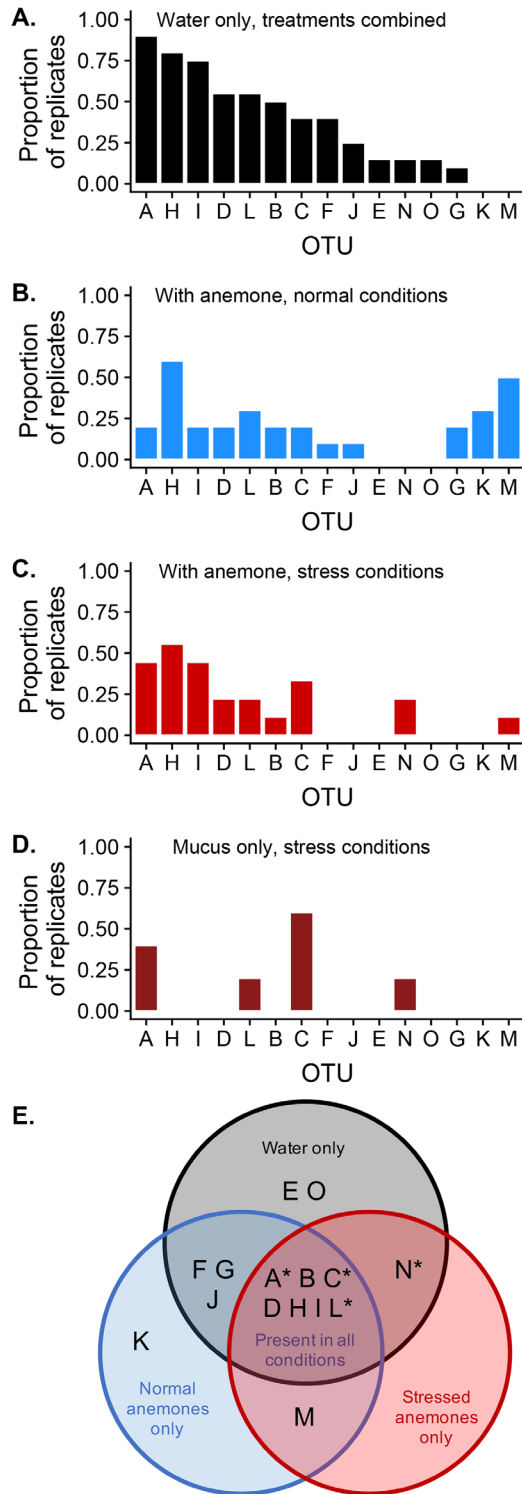 A.
Water only, treatments combined
Proportion
of replicates
1.00
0.75
0.50
0.25
0.00
A H I D L B C F J E N O G K M
OTU
B.
With anemone, normal conditions
Proportion
of replicates
1.00
0.75
0.50
0.25
0.00
A H I D L B C F J E N O G K M
OTU
C.
With anemone, stress conditions
Proportion
of replicates
1.00
0.75
0.50
0.25
0.00
A H I D L B C F J E N O G K M
OTU
D.
Mucus only, stress conditions
Proportion
of replicates
1.00
0.75
0.50
0.25
0.00
A H I D L B C F J E N O G K M
OTU
E.
Water only
E O
F G
J
A* B C*
D H I L*
Present in all
conditions
N*
K
Normal
anemones
only
M
Stressed
anemones
only